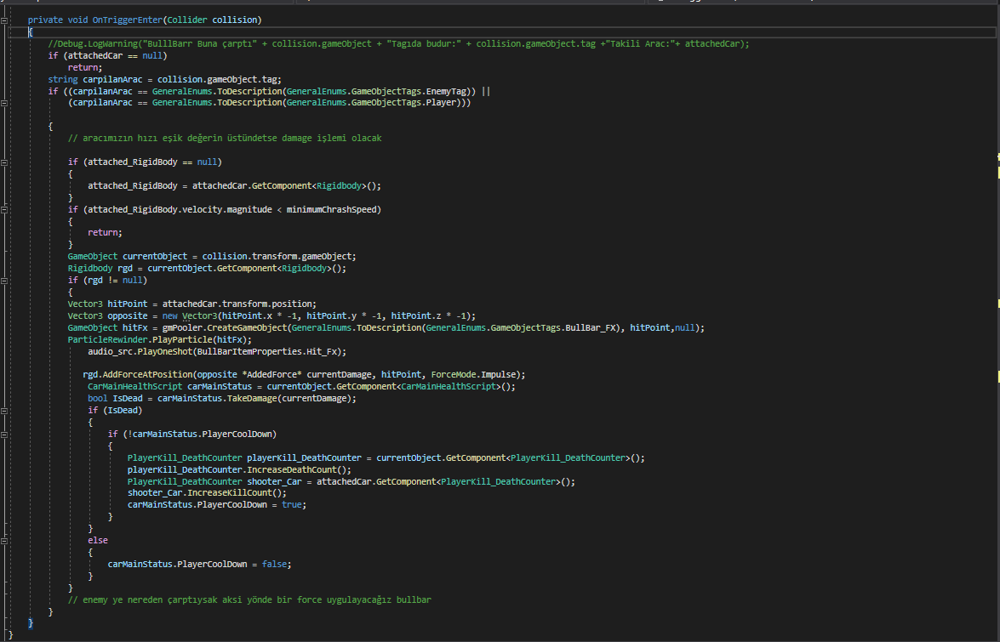 private void OnTriggerEnter(Collider collision)
{
//Debug.LogWarning("BulllBarr Buna çarptı" + collision.gameObject + "Tagıda budur:" + collision.gameObject.tag +"Takili Arac:"+ attachedCar);
if (attachedCar == null)
return;
string carpilanArac = collision.gameObject.tag;
if ((carpilanArac == GeneralEnums.ToDescription(GeneralEnums.GameObjectTags.EnemyTag)) ||
(carpilanArac == GeneralEnums.ToDescription(GeneralEnums.GameObjectTags.Player)))
{
// aracımızın hızı eşik değerin üstündetse damage işlemi olacak
if (attached_RigidBody == null)
{
attached_RigidBody = attachedCar.GetComponent<Rigidbody>();
}
if (attached_RigidBody.velocity.magnitude < minimumChrashSpeed)
{
return;
}
GameObject currentObject = collision.transform.gameObject;
Rigidbody rgd = currentObject.GetComponent<Rigidbody>();
if (rgd != null)
{
Vector3 hitPoint = attachedCar.transform.position;
Vector3 opposite = new Vector3(hitPoint.x * -1, hitPoint.y * -1, hitPoint.z * -1);
GameObject hitFx = gmPooler.CreateGameObject(GeneralEnums.ToDescription(GeneralEnums.GameObjectTags.BullBar_FX), hitPoint,null);
ParticleRewinder.PlayParticle(hitFx);
audio_src.PlayOneShot(BullBarItemProperties.Hit_Fx);
rgd.AddForceAtPosition(opposite *AddedForce* currentDamage, hitPoint, ForceMode.Impulse);
CarMainHealthScript carMainStatus = currentObject.GetComponent<CarMainHealthScript>();
bool IsDead = carMainStatus.TakeDamage(currentDamage);
if (IsDead)
{
if (!carMainStatus.PlayerCoolDown)
{
PlayerKill_DeathCounter playerKill_DeathCounter = currentObject.GetComponent<PlayerKill_DeathCounter>();
playerKill_DeathCounter.IncreaseDeathCount();
PlayerKill_DeathCounter shooter_Car = attachedCar.GetComponent<PlayerKill_DeathCounter>();
shooter_Car.IncreaseKillCount();
carMainStatus.PlayerCoolDown = true;
}
}
else
{
carMainStatus.PlayerCoolDown = false;
}
}
// enemy ye nereden çarptıysak aksi yönde bir force uygulayacağız bullbar
}
}
}